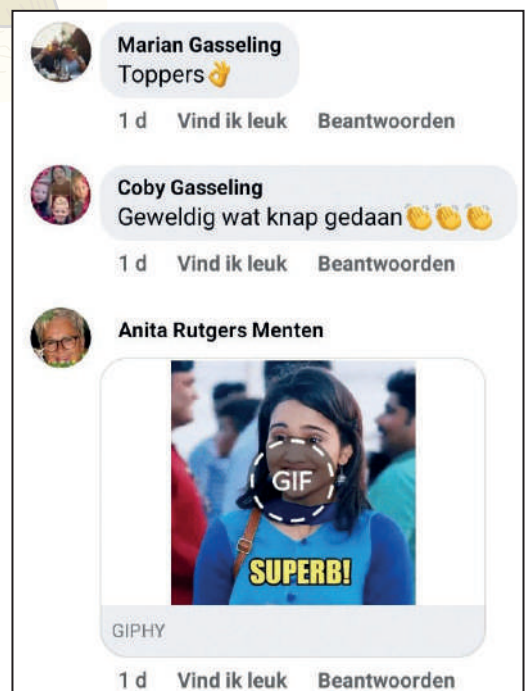 Marian Gasseling
Toppers👌
1 d Vind ik leuk Beantwoorden
Coby Gasseling
Geweldig wat knap gedaan👏👏👏
1 d Vind ik leuk Beantwoorden
Anita Rutgers Menten
GIF
SUPERB!
GIPHY
1 d Vind ik leuk Beantwoorden